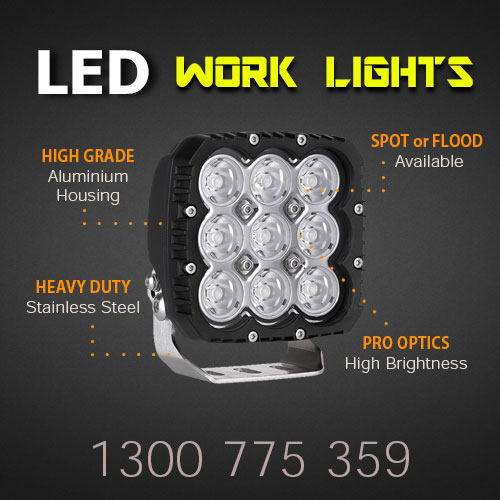 LED WORK LIGHTS
HIGH GRADE
Aluminium
Housing
SPOT or FLOOD
Available
HEAVY DUTY
Stainless Steel
PRO OPTICS
High Brightness
1300 775 359